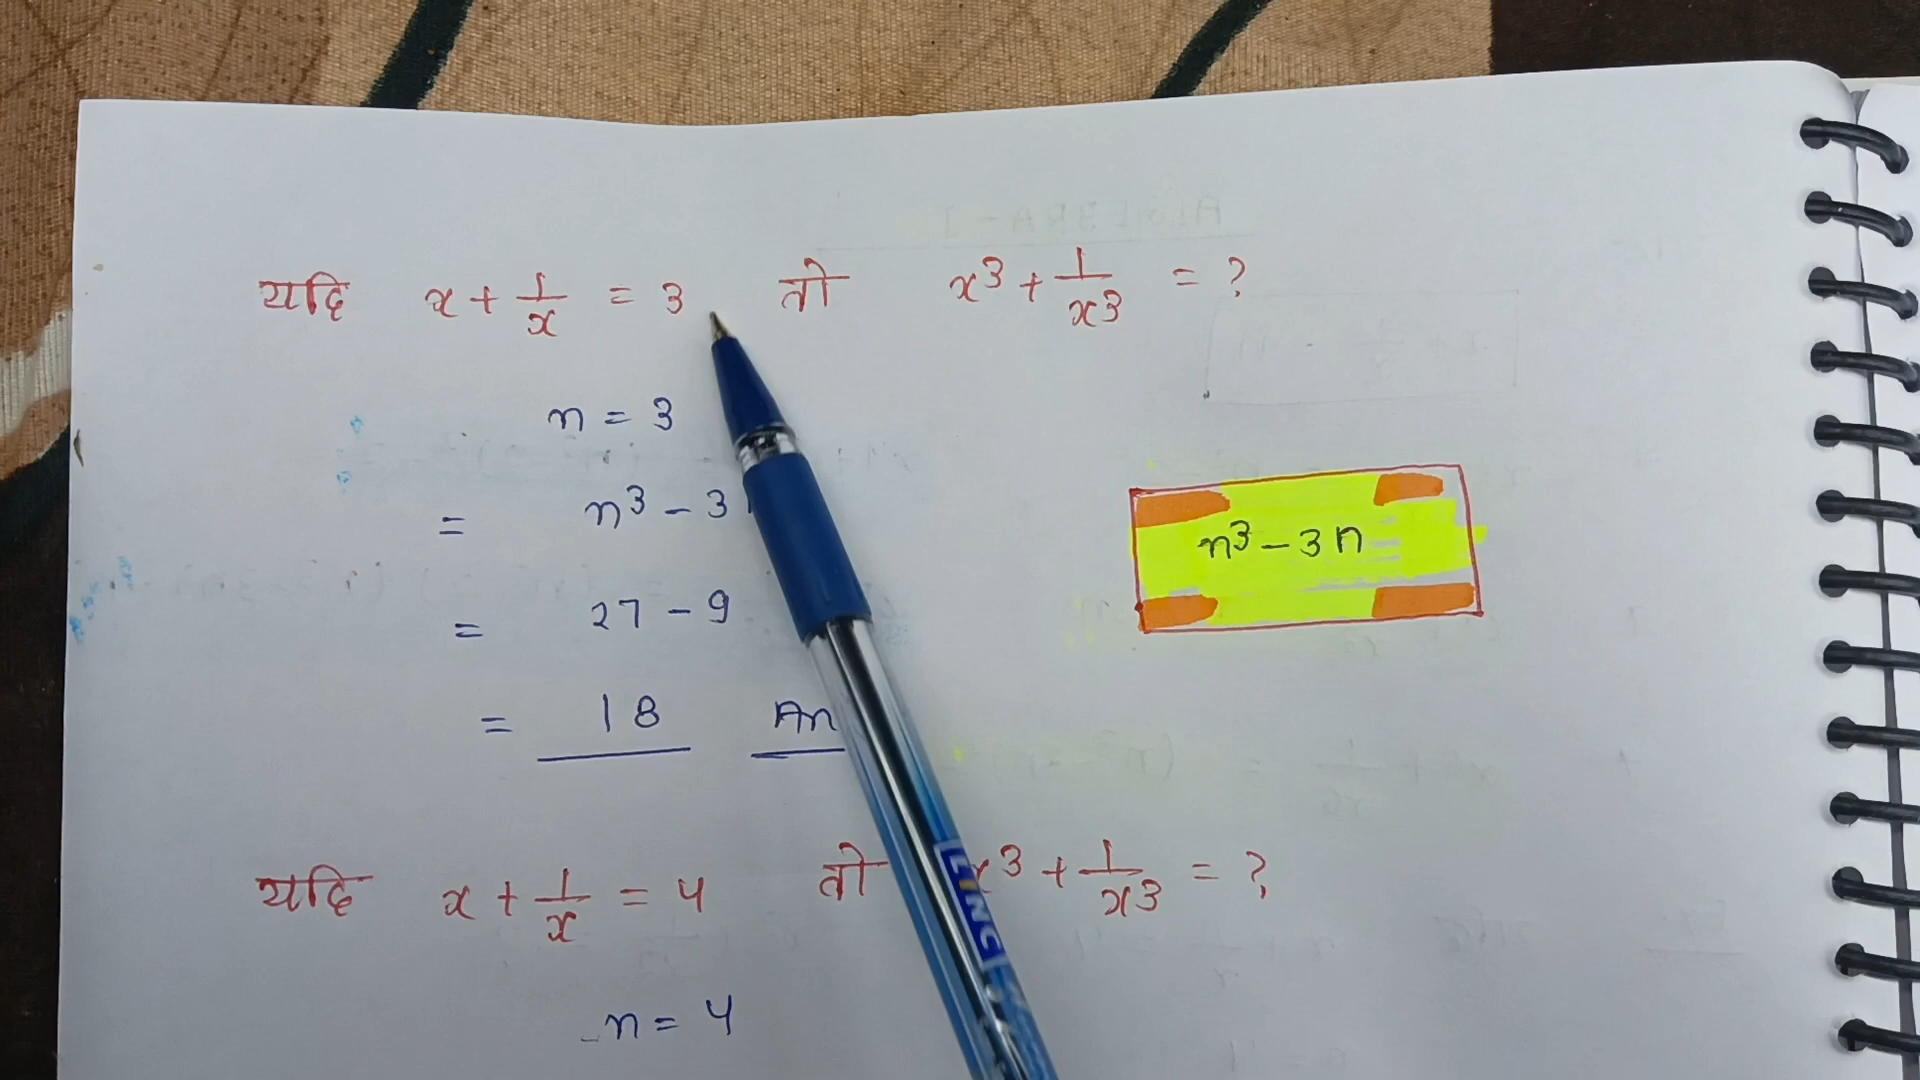 यदि x + 1/x = 3 तो x³ + 1/x³ = ?
n = 3
= n³ - 3
n³ - 3n
= 27 - 9
= 18 An
यदि x + 1/x = 4 तो x³ + 1/x³ = ?
n = 4
LINC